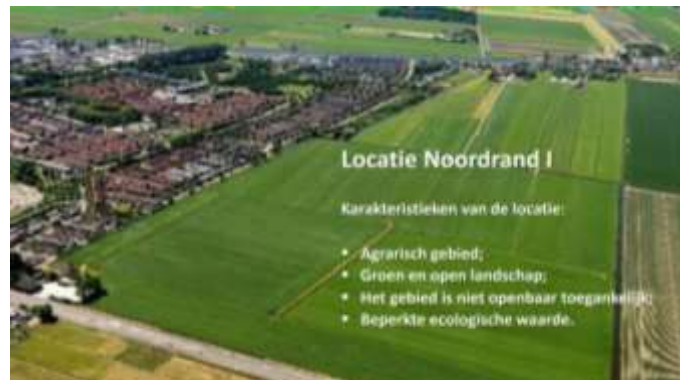 Locatie Noordrand I
Karakteristieken van de locatie:
• Agrarisch gebied;
• Groen en open landschap;
• Het gebied is niet openbaar toegankelijk;
• Beperkte ecologische waarde.